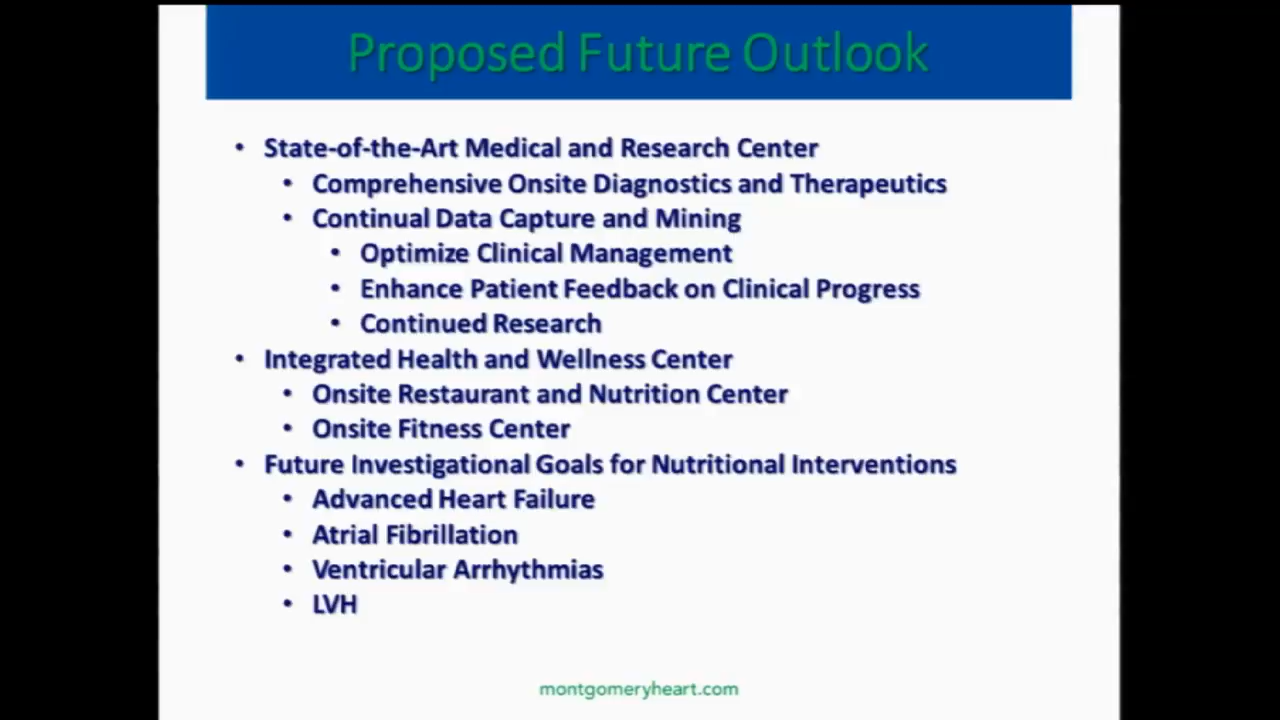 Proposed Future Outlook
• State-of-the-Art Medical and Research Center
• Comprehensive Onsite Diagnostics and Therapeutics
• Continual Data Capture and Mining
• Optimize Clinical Management
• Enhance Patient Feedback on Clinical Progress
• Continued Research
• Integrated Health and Wellness Center
• Onsite Restaurant and Nutrition Center
• Onsite Fitness Center
• Future Investigational Goals for Nutritional Interventions
• Advanced Heart Failure
• Atrial Fibrillation
• Ventricular Arrhythmias
• LVH
montgomeryheart.com